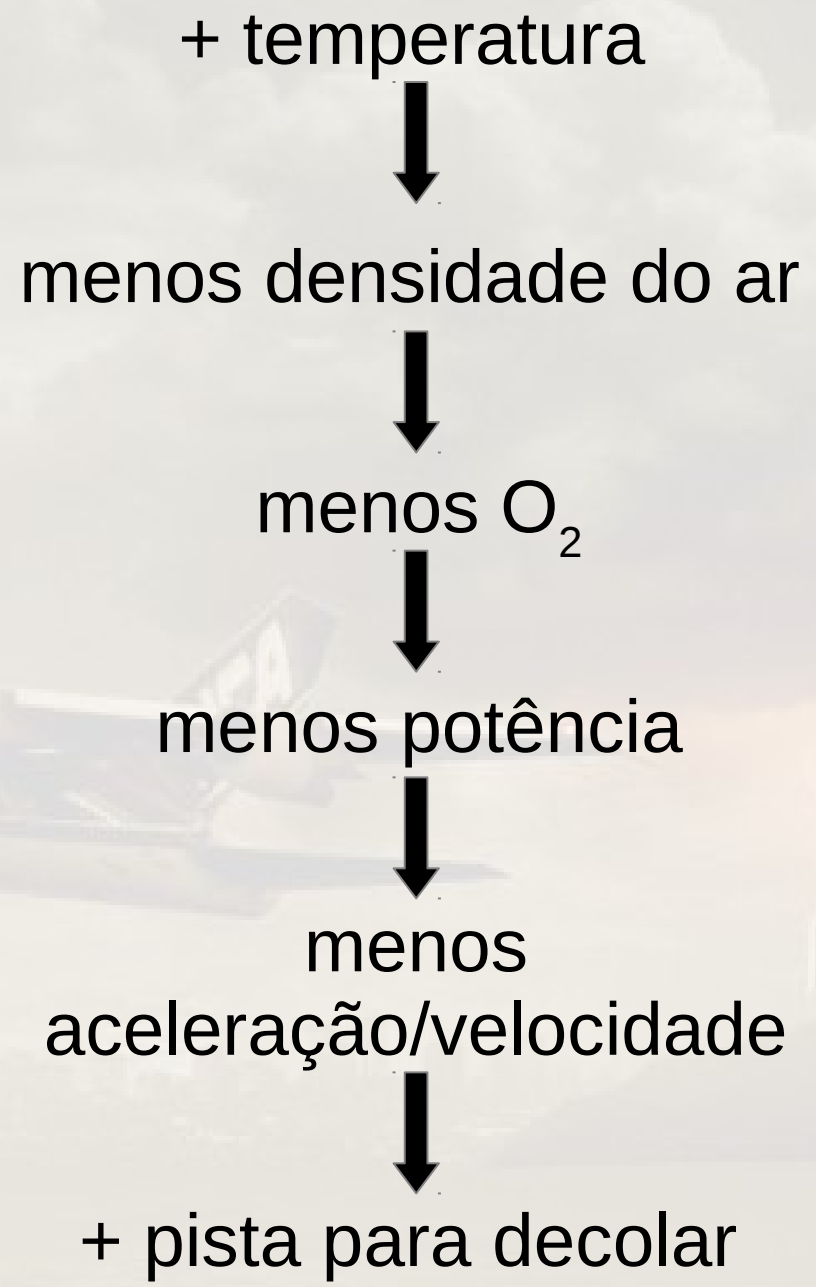 + temperatura
menos densidade do ar
menos O₂
menos potência
menos
aceleração/velocidade
+ pista para decolar